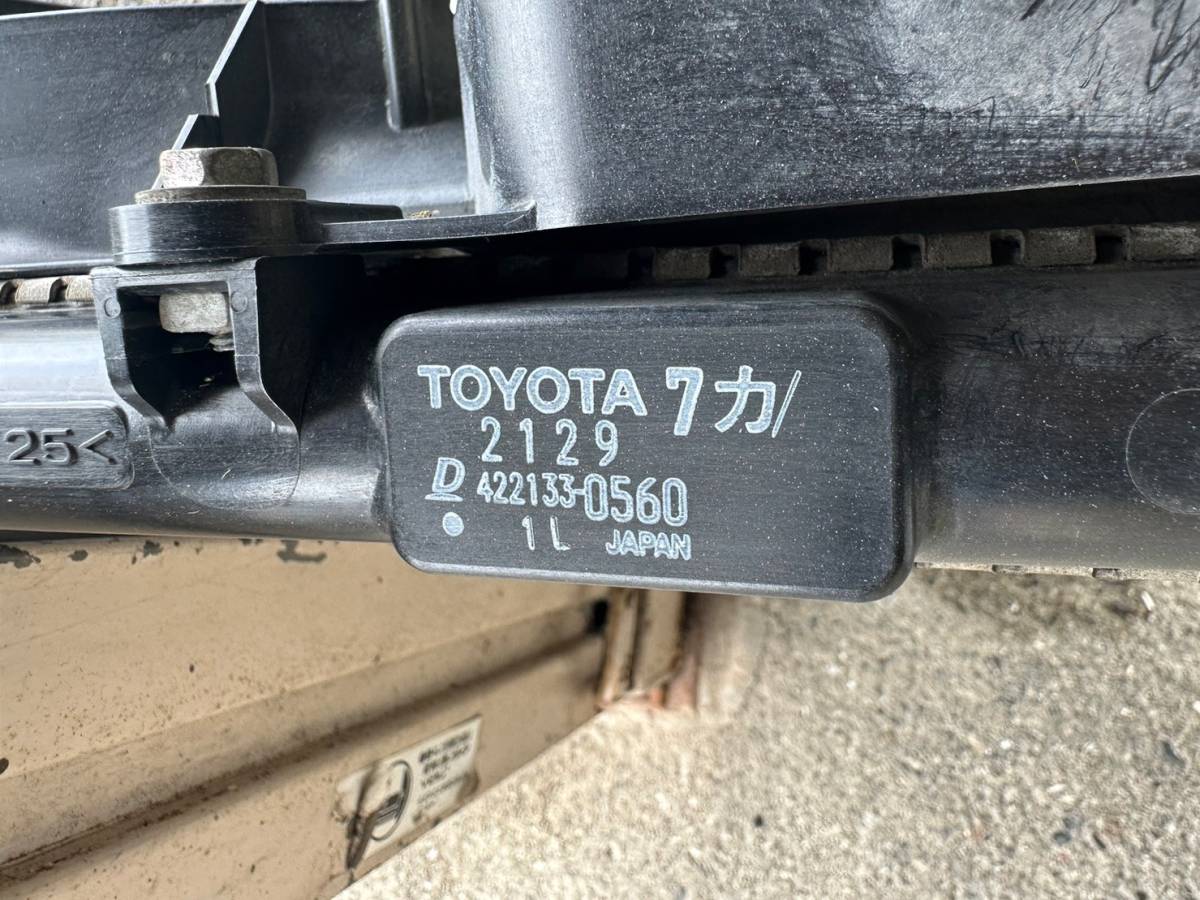 TOYOTA 7カ/
2129
D 422133-0560
1L JAPAN
25<